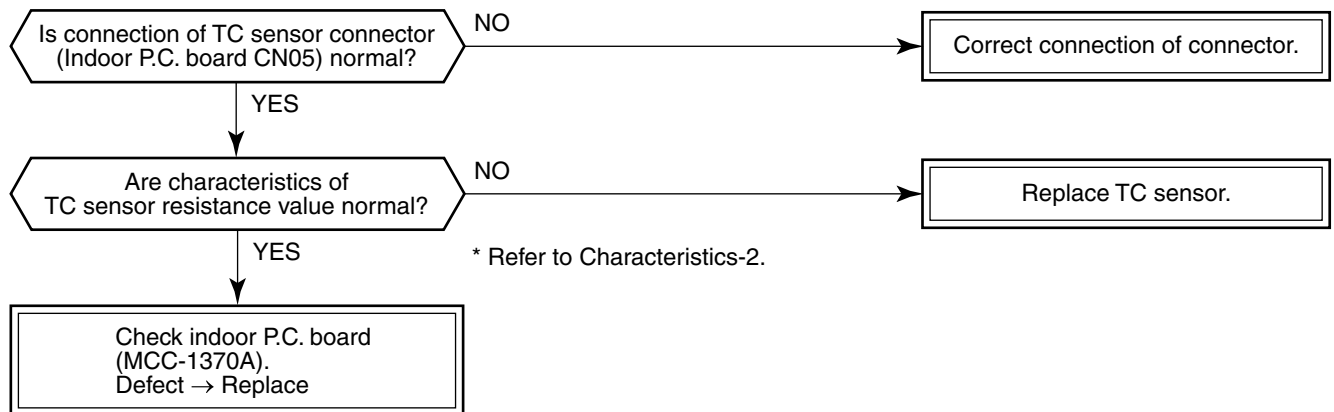 Is connection of TC sensor connector
(Indoor P.C. board CN05) normal?
NO
Correct connection of connector.
YES
Are characteristics of
TC sensor resistance value normal?
NO
Replace TC sensor.
YES
* Refer to Characteristics-2.
Check indoor P.C. board
(MCC-1370A).
Defect → Replace